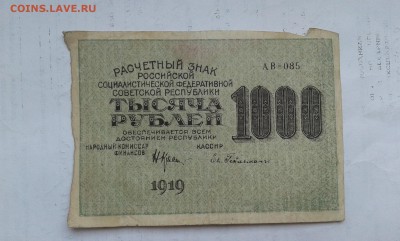 COINS.LAVE.RU
РАСЧЕТНЫЙ ЗНАК
РОССИЙСКОЙ
СОЦИАЛИСТИЧЕСКОЙ ФЕДЕРАТИВНОЙ
СОВЕТСКОЙ РЕСПУБЛИКИ
АВ-085
ТЫСЯЧА
РУБЛЕЙ
1000
ОБЕСПЕЧИВАЕТСЯ ВСЕМ
ДОСТОЯНИЕМ РЕСПУБЛИКИ
НАРОДНЫЙ КОМИССАР
ФИНАНСОВ
КАССИР
1919